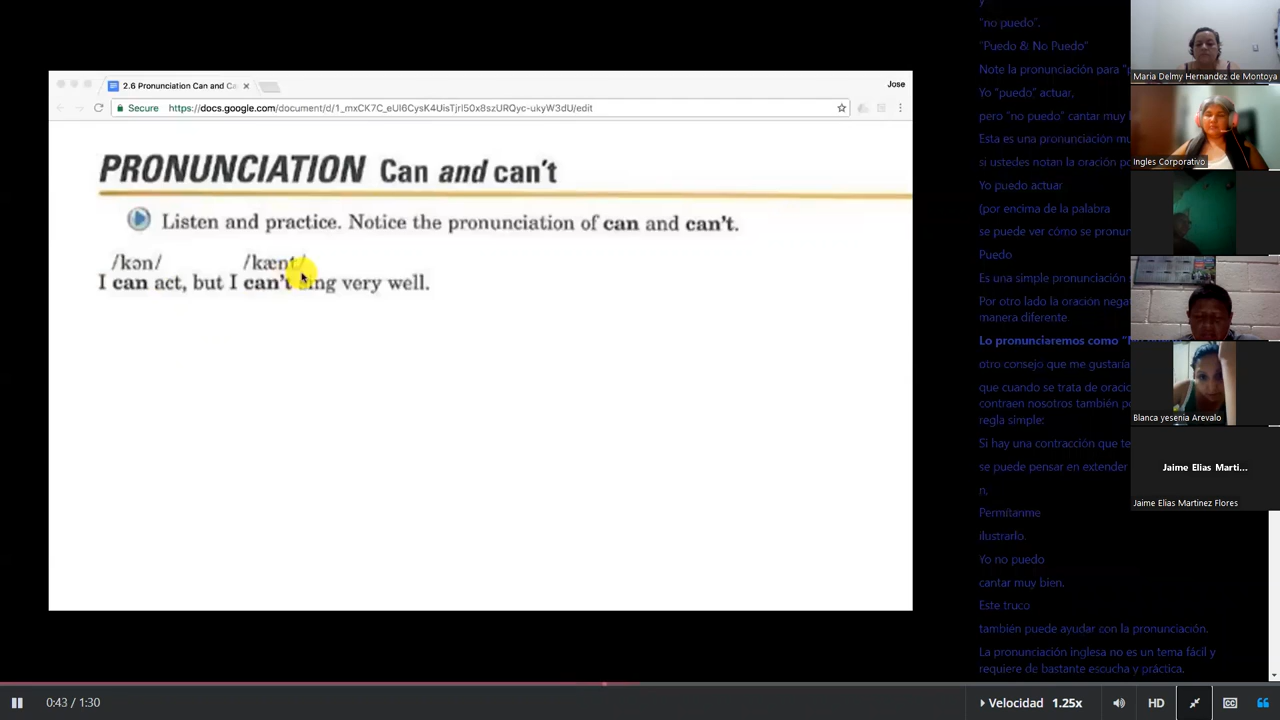 2.6 Pronunciation Can and Ca
Jose
Secure
https://docs.google.com/document/d/1_mxCK7C_eUI6CysK4UisTjrl50x8szURQyc-ukyW3dU/edit
PRONUNCIATION Can and can't
Listen and practice. Notice the pronunciation of can and can't.
/kən/ /kænt/
I can act, but I can't sing very well.
y
"no puedo".
"Puedo & No Puedo"
Note la pronunciación para
Yo "puedo" actuar,
pero "no puedo" cantar muy
Esta es una pronunciación
si ustedes notan la oración
Yo puedo actuar
(por encima de la palabra
se puede ver cómo se
Puedo
Es una simple pronunciación
Por otro lado la oración
manera diferente.
Lo pronunciaremos como
otro consejo que me gustaría
que cuando se trata de
contraen nosotros también
regla simple:
Si hay una contracción que
se puede pensar en extender
n,
Permítanme
ilustrarlo.
Yo no puedo
cantar muy bien.
Este truco
también puede ayudar con la pronunciación.
La pronunciación inglesa no es un tema fácil y
requiere de bastante escucha y práctica.
Maria Delmy Hernandez de Montoya
Ingles Corporativo
Blanca yesenia Arevalo
Jaime Elias Marti...
Jaime Elias Martinez Flores
0:43 / 1:30
Velocidad 1.25x
HD
CC